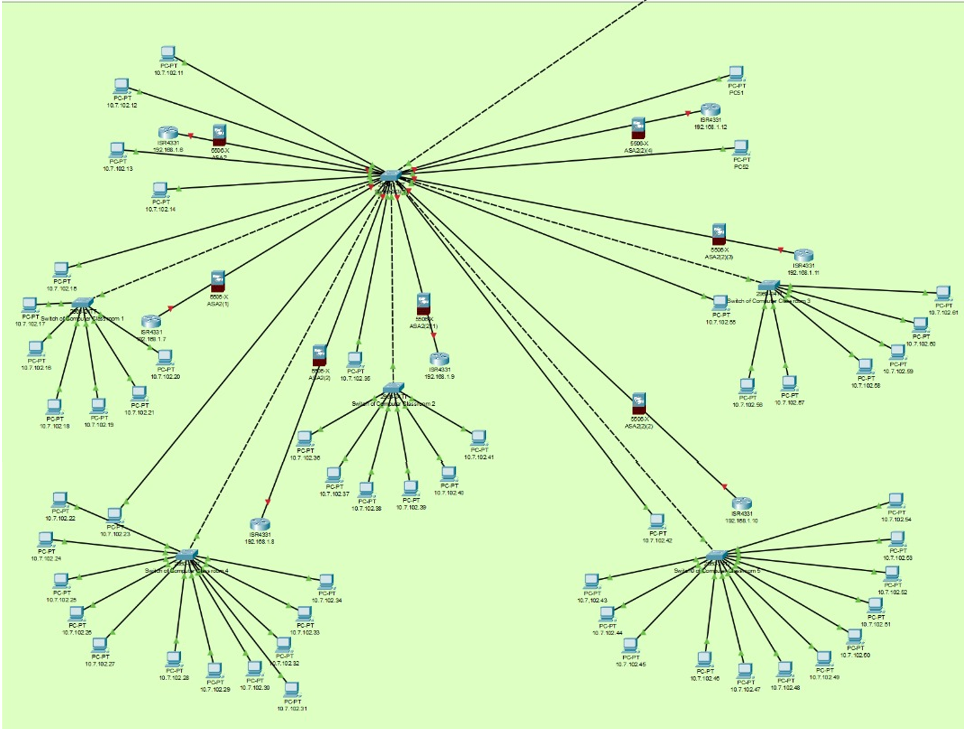 PC-PT
10.7.102.11
PC-PT
10.7.102.12
ISR4331
192.168.1.6
5506-X
ASA2
PC-PT
10.7.102.13
PC-PT
10.7.102.14
PC-PT
PC51
ISR4331
192.168.1.12
5506-X
PC-PT
PC52
5506-X
ASA2(2)(3)
ISR4331
192.168.1.11
PC-PT
PC-PT
10.7.102.17
Switch of Computer Classroom 1
5506-X
ASA2(1)
ISR4331
192.168.1.7
PC-PT
PC-PT
10.7.102.20
PC-PT
10.7.102.18
PC-PT
10.7.102.19
PC-PT
10.7.102.21
5506-X
ASA2(2)
PC-PT
10.7.102.35
5506-X
ASA2(2)(1)
ISR4331
192.168.1.9
Switch of Computer Classroom 2
PC-PT
10.7.102.36
PC-PT
10.7.102.37
PC-PT
10.7.102.38
PC-PT
10.7.102.39
PC-PT
10.7.102.40
PC-PT
10.7.102.41
PC-PT
10.7.102.55
Switch of Computer Classroom 3
PC-PT
10.7.102.61
PC-PT
10.7.102.60
PC-PT
10.7.102.59
PC-PT
10.7.102.58
PC-PT
10.7.102.57
PC-PT
10.7.102.56
5506-X
ASA2(2)(2)
ISR4331
192.168.1.10
ISR4331
192.168.1.8
PC-PT
10.7.102.22
PC-PT
10.7.102.23
PC-PT
10.7.102.24
Switch of Computer Classroom 4
PC-PT
10.7.102.25
PC-PT
10.7.102.26
PC-PT
10.7.102.27
PC-PT
10.7.102.28
PC-PT
10.7.102.29
PC-PT
10.7.102.30
PC-PT
10.7.102.31
PC-PT
10.7.102.32
PC-PT
10.7.102.33
PC-PT
10.7.102.34
PC-PT
10.7.102.42
Switch of Computer Classroom 5
PC-PT
10.7.102.43
PC-PT
10.7.102.44
PC-PT
10.7.102.45
PC-PT
10.7.102.46
PC-PT
10.7.102.47
PC-PT
10.7.102.48
PC-PT
10.7.102.49
PC-PT
10.7.102.50
PC-PT
10.7.102.51
PC-PT
10.7.102.52
PC-PT
10.7.102.53
PC-PT
10.7.102.54